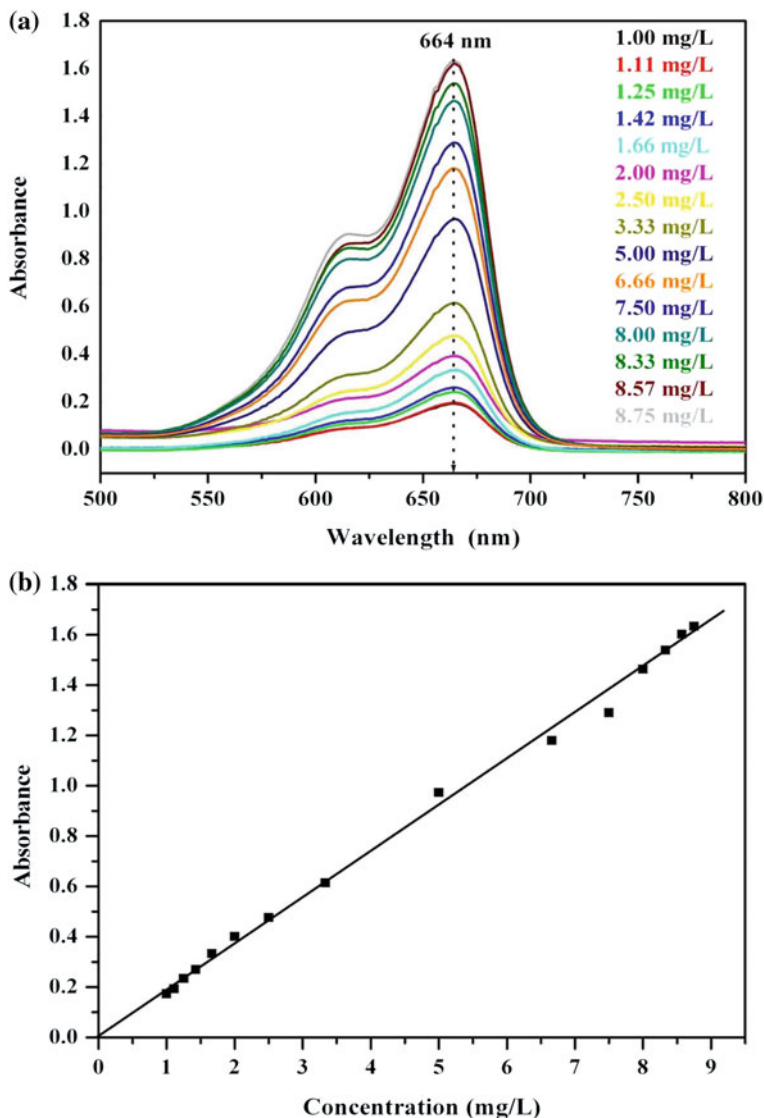 (a)
1.8
1.6
1.4
1.2
1.0
0.8
0.6
0.4
0.2
0.0
Absorbance
664 nm
1.00 mg/L
1.11 mg/L
1.25 mg/L
1.42 mg/L
1.66 mg/L
2.00 mg/L
2.50 mg/L
3.33 mg/L
5.00 mg/L
6.66 mg/L
7.50 mg/L
8.00 mg/L
8.33 mg/L
8.57 mg/L
8.75 mg/L
500 550 600 650 700 750 800
Wavelength (nm)
(b)
1.8
1.6
1.4
1.2
1.0
0.8
0.6
0.4
0.2
0.0
Absorbance
0 1 2 3 4 5 6 7 8 9
Concentration (mg/L)